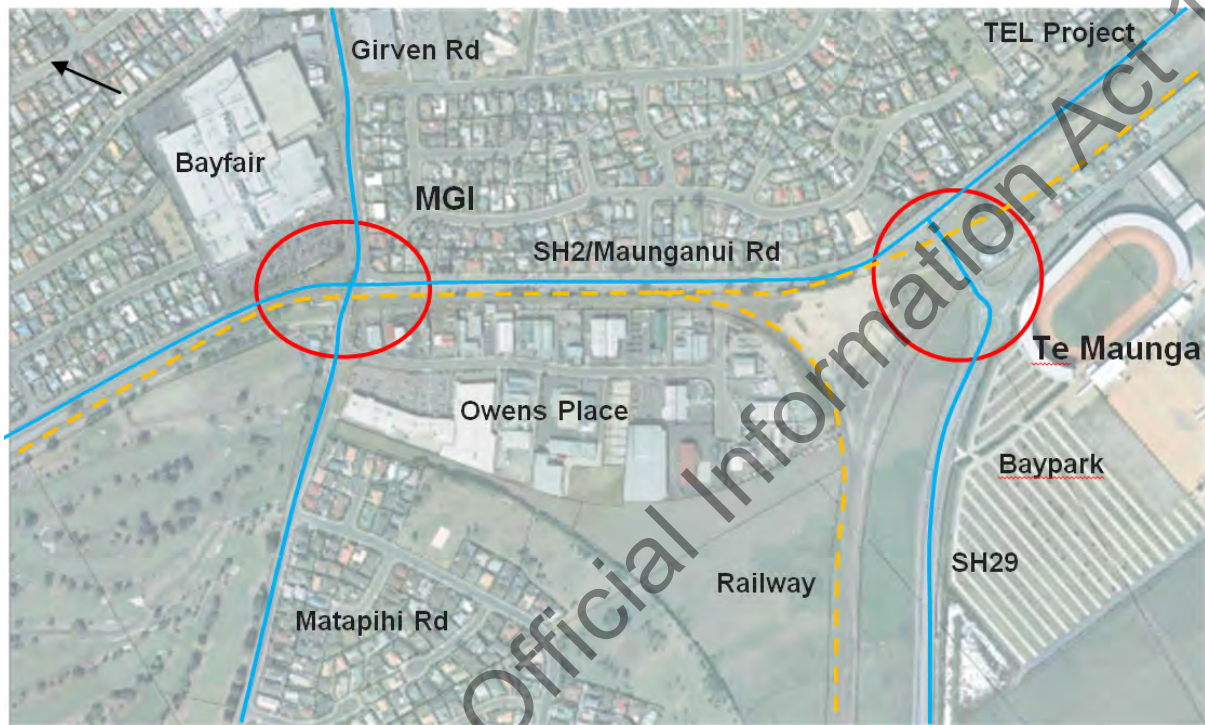 TEL Project
Girven Rd
Bayfair
MGI
SH2/Maunganui Rd
Te Maunga
Owens Place
Baypark
SH29
Railway
Matapihi Rd
Official Information Act